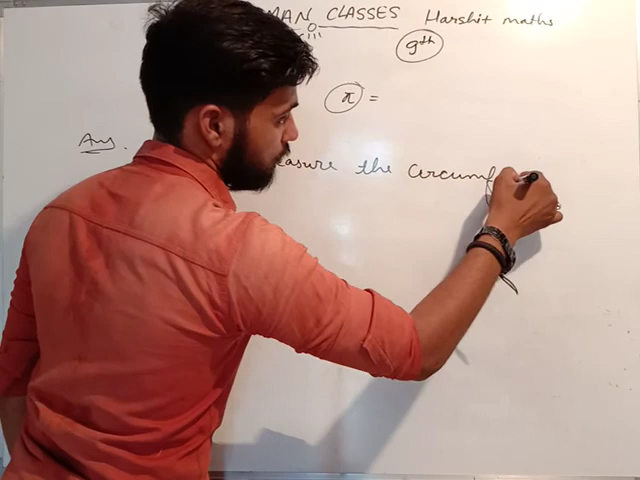 MAN CLASSES Harshit maths
9th
π =
Ans.
easure the circumf